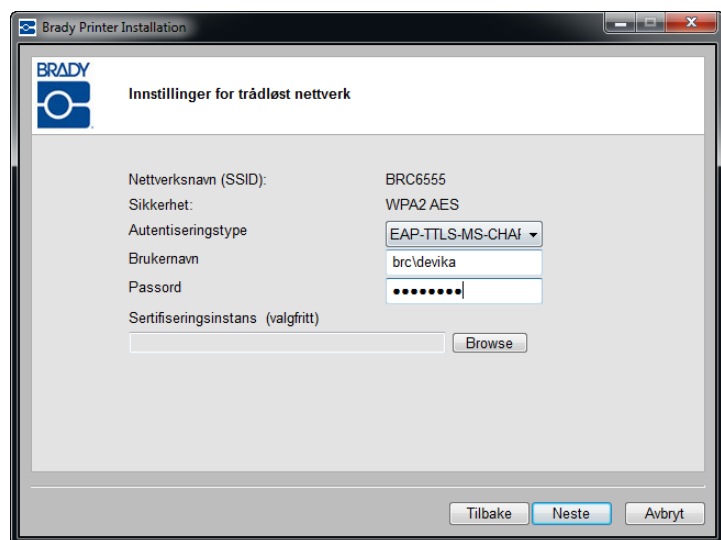 Brady Printer Installation
BRADY
Innstillinger for trådløst nettverk
Nettverksnavn (SSID): BRC6555
Sikkerhet: WPA2 AES
Autentiseringstype EAP-TTLS-MS-CHAI
Brukernavn brc\devika
Passord ●●●●●●●●
Sertifiseringsinstans (valgfritt)
Browse
Tilbake Neste Avbryt